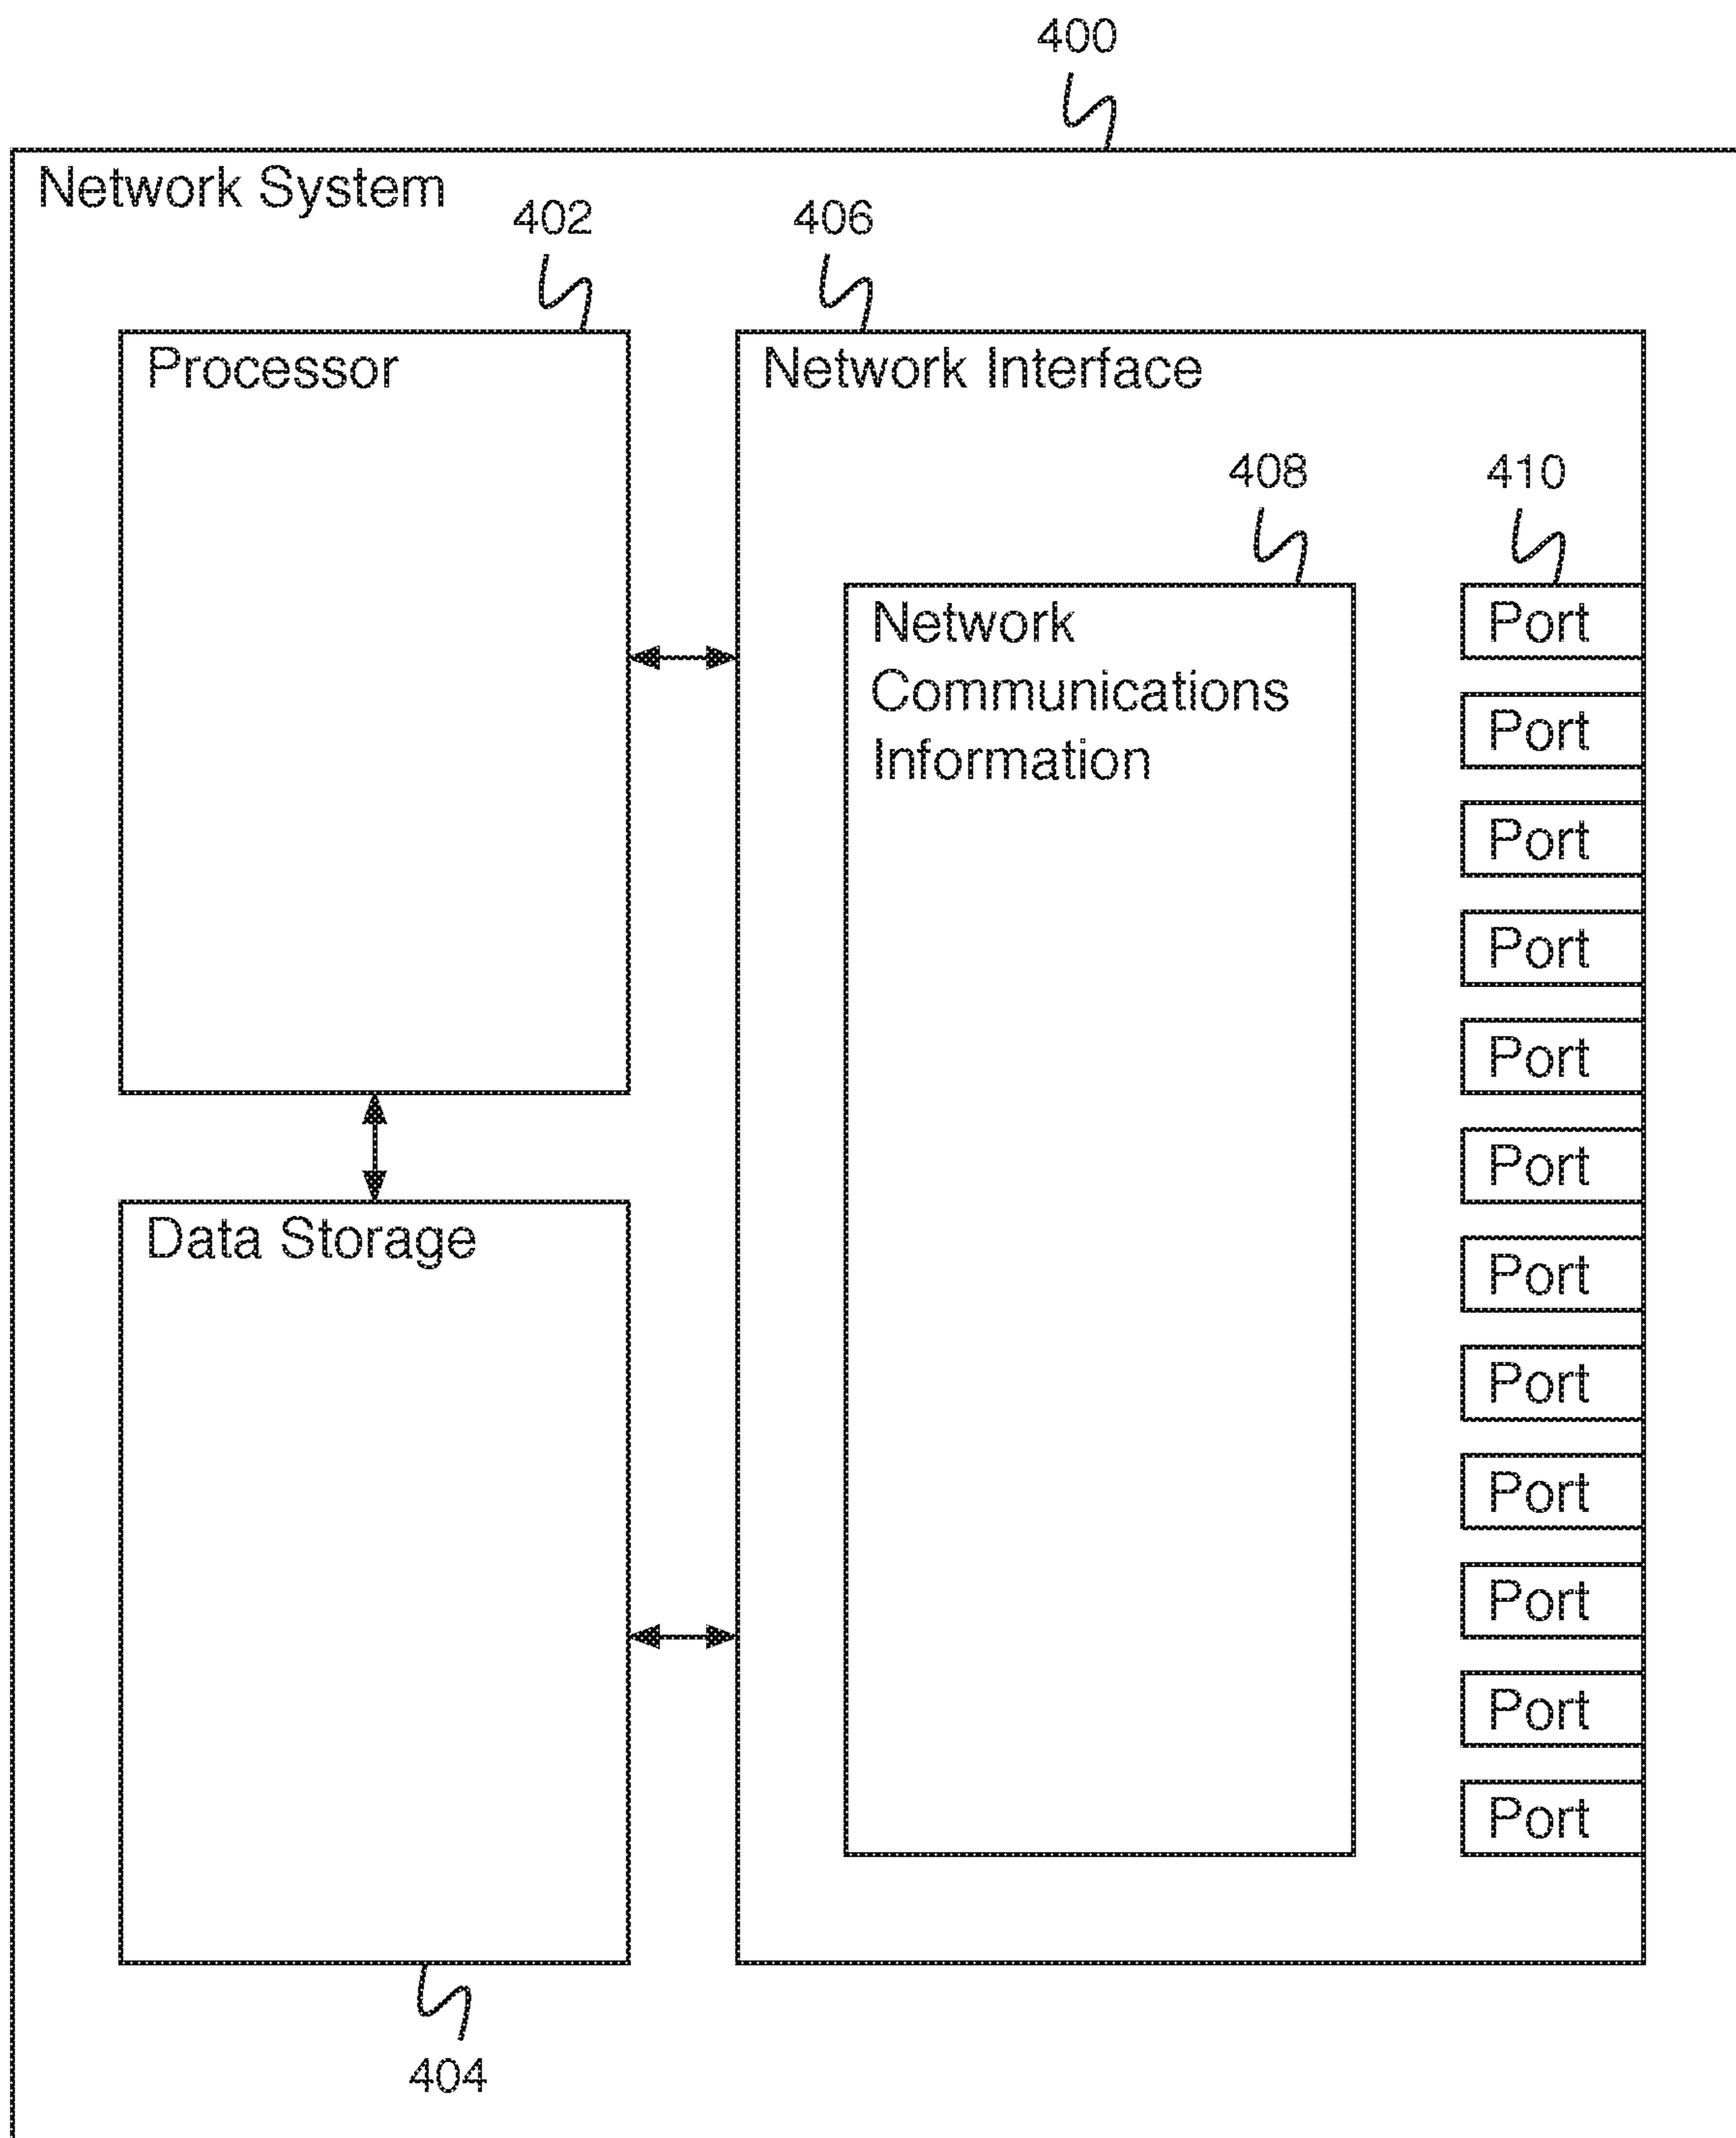 400
Network System
402
406
Processor
Network Interface
408
410
Network
Communications
Information
Port
Port
Port
Port
Port
Port
Port
Port
Port
Port
Port
Port
Data Storage
404